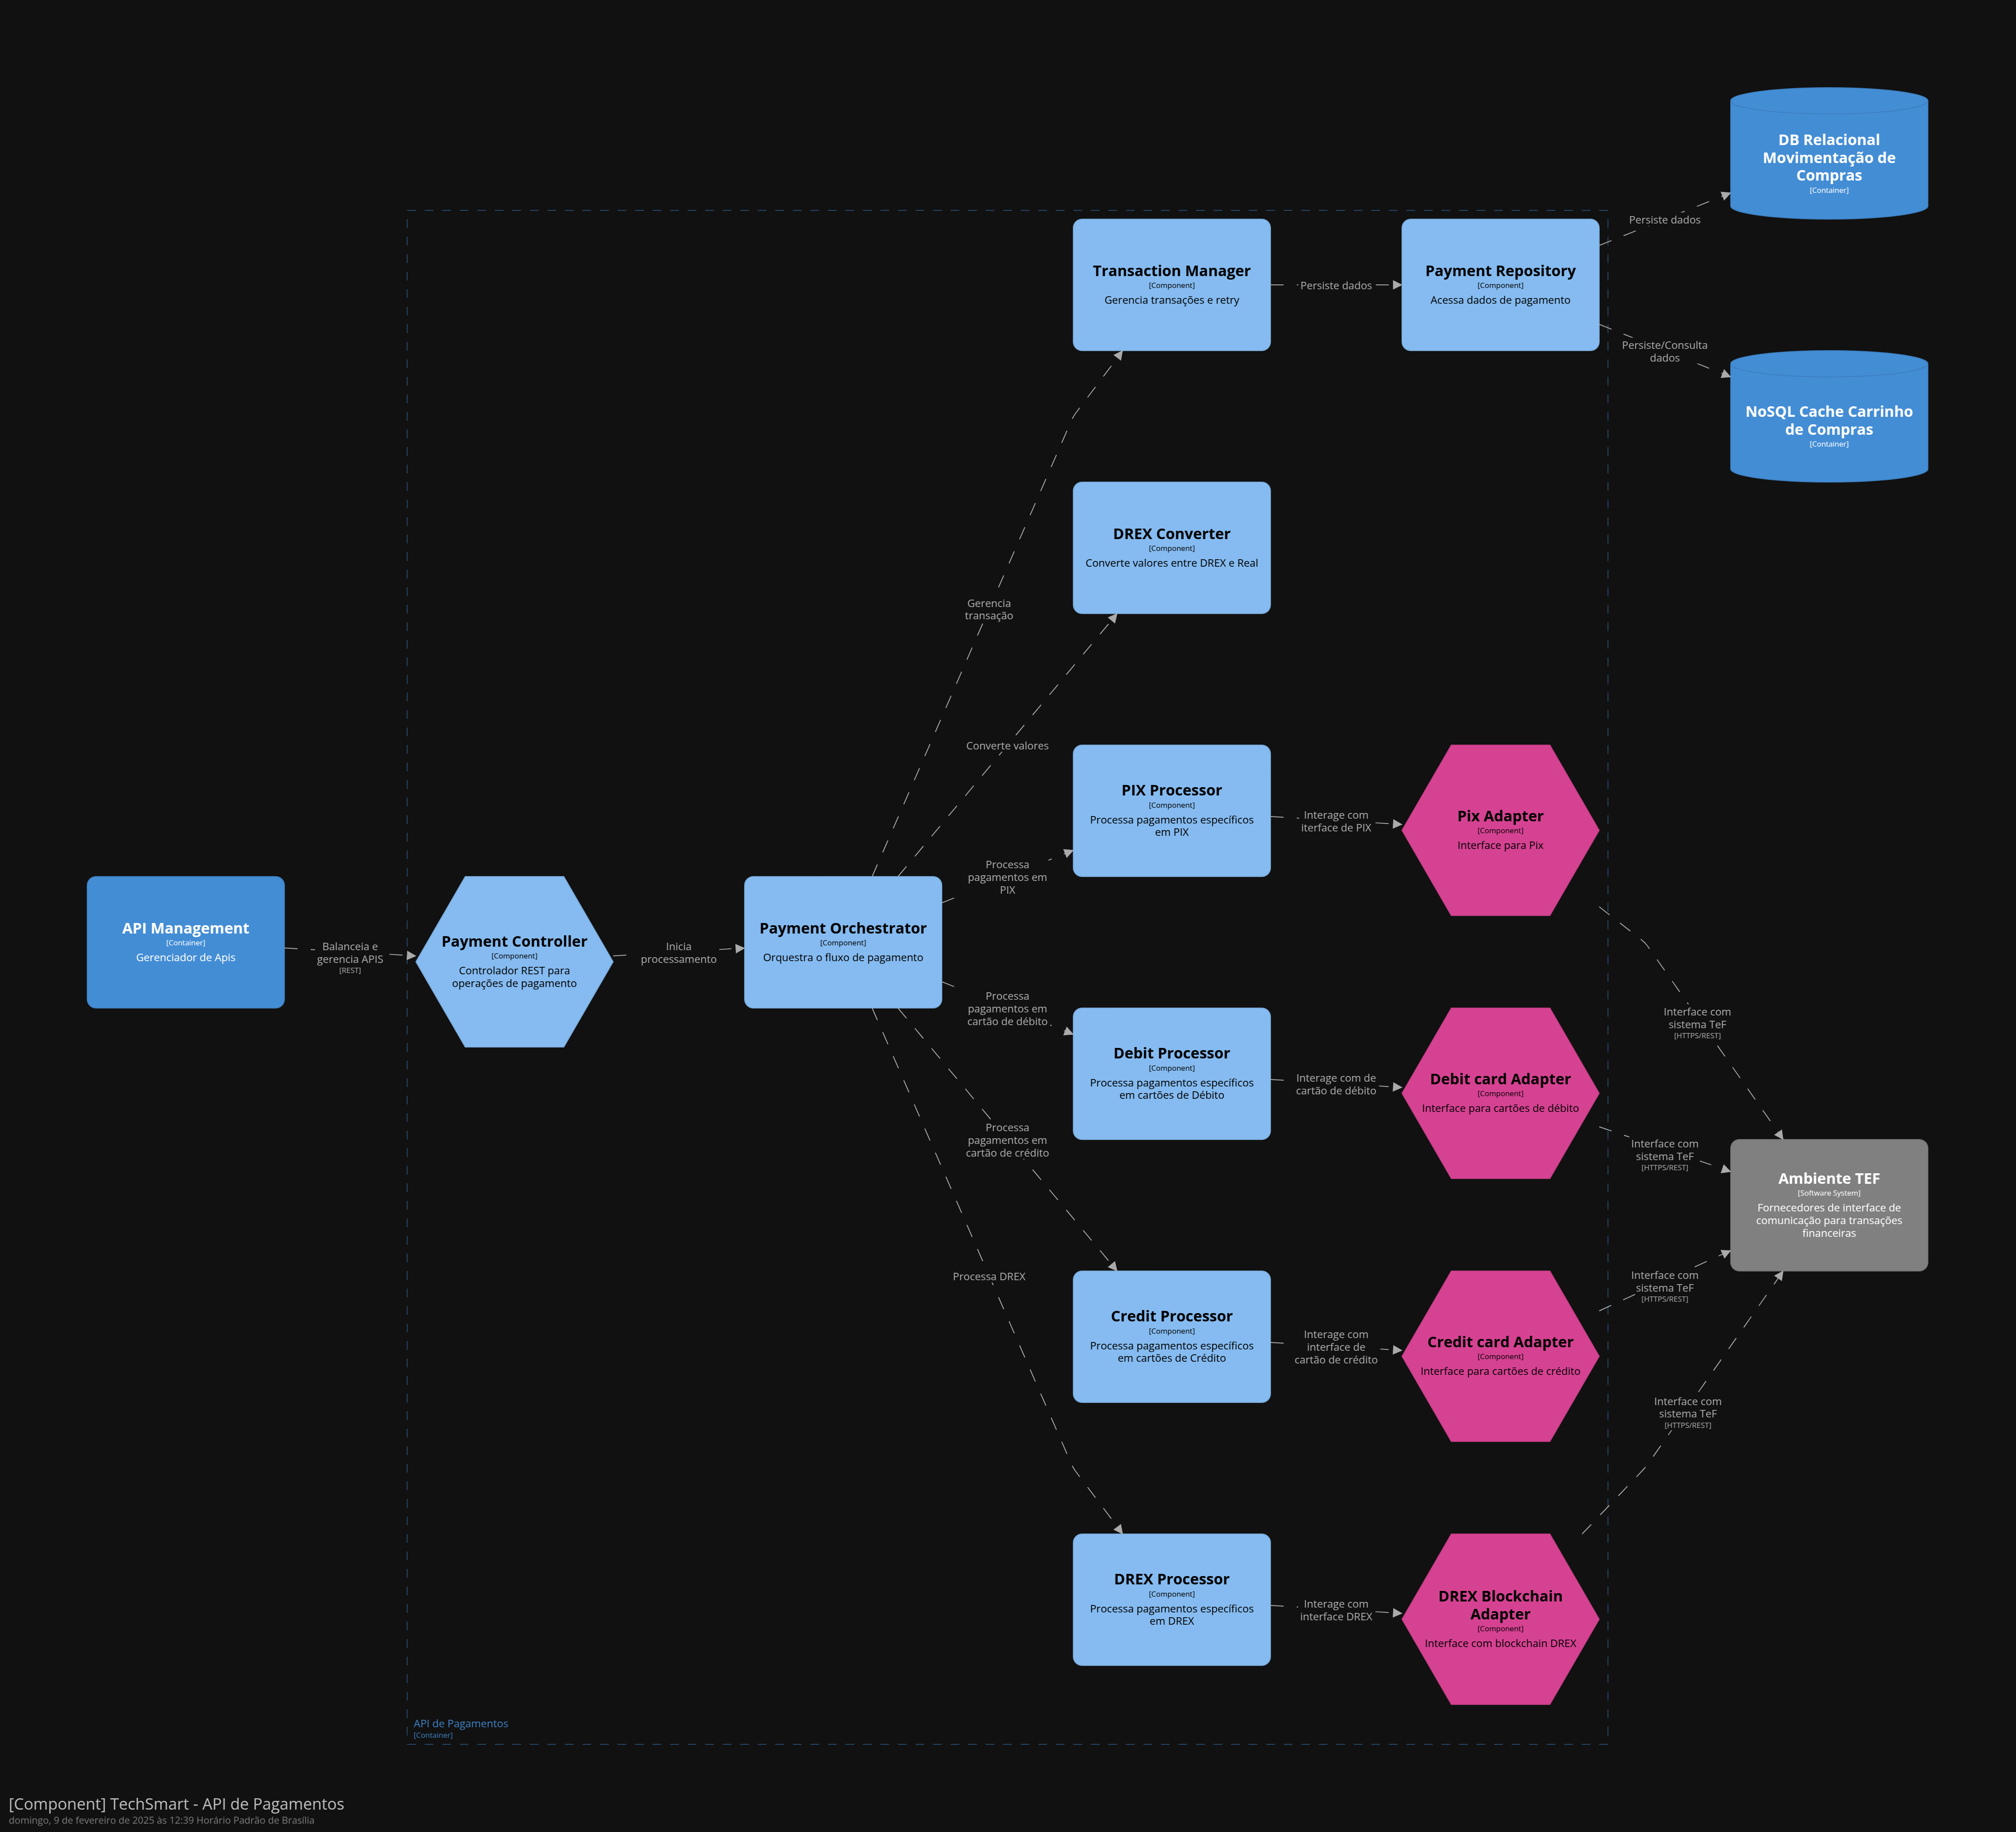 DB Relacional
Movimentação de
Compras
[Container]
Persiste dados
Transaction Manager
[Component]
Gerencia transações e retry
Persiste dados
Payment Repository
[Component]
Acessa dados de pagamento
Persiste/Consulta
dados
NoSQL Cache Carrinho
de Compras
[Container]
DREX Converter
[Component]
Converte valores entre DREX e Real
Gerencia
transação
Converte valores
PIX Processor
[Component]
Processa pagamentos específicos
em PIX
Interage com
iterface de PIX
Pix Adapter
[Component]
Interface para Pix
Processa
pagamentos em
PIX
API Management
[Container]
Gerenciador de Apis
Balanceia e
gerencia APIS
[REST]
Payment Controller
[Component]
Controlador REST para
operações de pagamento
Inicia
processamento
Payment Orchestrator
[Component]
Orquestra o fluxo de pagamento
Processa
pagamentos em
cartão de débito
Interface com
sistema TeF
[HTTPS/REST]
Debit Processor
[Component]
Processa pagamentos específicos
em cartões de Débito
Interage com de
cartão de débito
Debit card Adapter
[Component]
Interface para cartões de débito
Interface com
sistema TeF
[HTTPS/REST]
Processa
pagamentos em
cartão de crédito
Ambiente TEF
[Software System]
Fornecedores de interface de
comunicação para transações
financeiras
Processa DREX
Interface com
sistema TeF
[HTTPS/REST]
Credit Processor
[Component]
Processa pagamentos específicos
em cartões de Crédito
Interage com
interface de
cartão de crédito
Credit card Adapter
[Component]
Interface para cartões de crédito
Interface com
sistema TeF
[HTTPS/REST]
DREX Processor
[Component]
Processa pagamentos específicos
em DREX
Interage com
interface DREX
DREX Blockchain
Adapter
[Component]
Interface com blockchain DREX
API de Pagamentos
[Container]
[Component] TechSmart - API de Pagamentos
domingo, 9 de fevereiro de 2025 às 12:39 Horário Padrão de Brasília